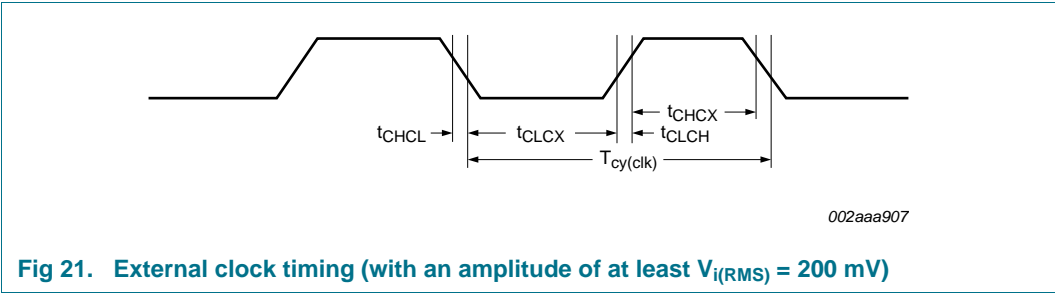 tCHCX
tCHCL tCLCX tCLCH
Tcy(clk)
002aaa907
Fig 21. External clock timing (with an amplitude of at least Vi(RMS) = 200 mV)